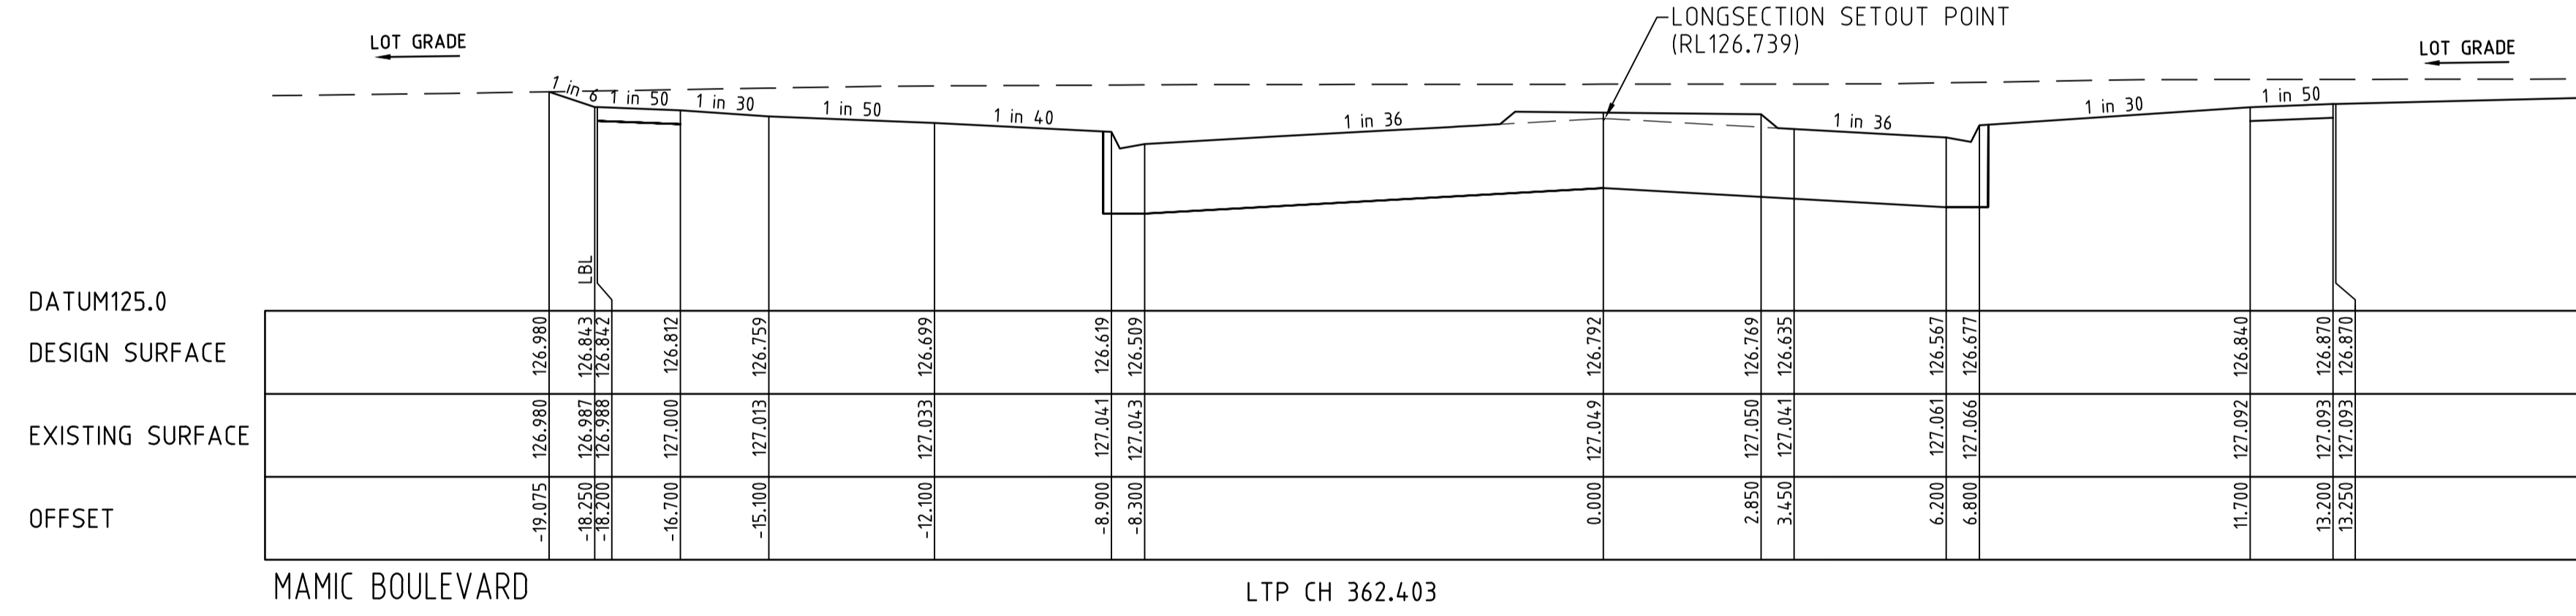 LONGSECTION SETOUT POINT
(RL126.739)
LOT GRADE
LOT GRADE
1 in 6
1 in 50
1 in 30
1 in 50
1 in 40
1 in 36
1 in 36
1 in 30
1 in 50
LBL
DATUM125.0
DESIGN SURFACE
126.980
126.843
126.842
126.812
126.759
126.699
126.619
126.509
126.792
126.769
126.635
126.567
126.677
126.840
126.870
126.870
EXISTING SURFACE
126.980
126.987
126.988
127.000
127.013
127.033
127.041
127.043
127.049
127.050
127.041
127.061
127.066
127.092
127.093
127.093
OFFSET
-19.075
-18.250
-18.200
-16.700
-15.100
-12.100
-8.900
-8.300
0.000
2.850
3.450
6.200
6.800
11.700
13.200
13.250
MAMIC BOULEVARD
LTP CH 362.403